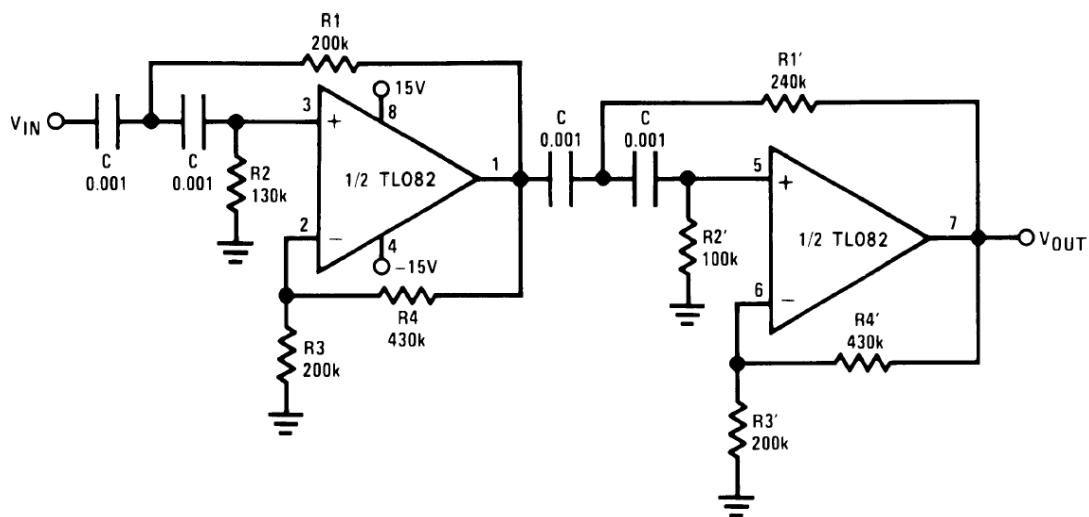 R1
200k
15V
8
3
+
VIN
C
0.001
C
0.001
R2
130k
1/2 TL082
1
2
−
4
−15V
R4
430k
R3
200k
R1'
240k
C
0.001
C
0.001
5
+
R2'
100k
1/2 TL082
7
VOUT
6
−
R4'
430k
R3'
200k